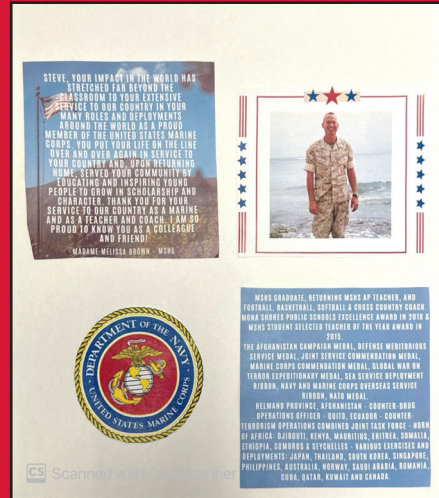 STEVE, YOUR IMPACT IN THE WORLD HAS
STRETCHED FAR BEYOND THE
CLASSROOM TO YOUR EXTENSIVE
SERVICE TO OUR COUNTRY IN YOUR
MANY ROLES AND DEPLOYMENTS
AROUND THE WORLD AS A PROUD
MEMBER OF THE UNITED STATES MARINE
CORPS. YOU PUT YOUR LIFE ON THE LINE
OVER AND OVER AGAIN IN SERVICE TO
YOUR COUNTRY AND, UPON RETURNING
HOME, SERVED YOUR COMMUNITY BY
EDUCATING AND INSPIRING YOUNG
PEOPLE TO GROW IN SCHOLARSHIP AND
CHARACTER. THANK YOU FOR YOUR
SERVICE TO OUR COUNTRY AS A MARINE
AND AS A TEACHER AND COACH. I AM SO
PROUD TO KNOW YOU AS A COLLEAGUE
AND FRIEND!
MADAME MELISSA BROWN - MSHS
DEPARTMENT OF THE NAVY
UNITED STATES MARINE CORPS
MSHS GRADUATE, RETURNING MSHS AP TEACHER, AND
FOOTBALL, BASKETBALL, SOFTBALL & CROSS COUNTRY COACH.
MONA SHORES PUBLIC SCHOOLS EXCELLENCE AWARD IN 2018 &
MSHS STUDENT SELECTED TEACHER OF THE YEAR AWARD IN
2015.
THE AFGHANISTAN CAMPAIGN MEDAL, DEFENSE MERITORIOUS
SERVICE MEDAL, JOINT SERVICE COMMENDATION MEDAL,
MARINE CORPS COMMENDATION MEDAL, GLOBAL WAR ON
TERROR EXPEDITIONARY MEDAL, SEA SERVICE DEPLOYMENT
RIBBON, NAVY AND MARINE CORPS OVERSEAS SERVICE
RIBBON, NATO MEDAL.
HELMAND PROVINCE, AFGHANISTAN - COUNTER-DRUG
OPERATIONS OFFICER - QUITO, ECUADOR - COUNTER-
TERRORISM OPERATIONS COMBINED JOINT TASK FORCE - HORN
OF AFRICA: DJIBOUTI, KENYA, MAURITIUS, ERITREA, SOMALIA,
ETHIOPIA, COMOROS & SEYCHELLES - VARIOUS EXERCISES AND
DEPLOYMENTS: JAPAN, THAILAND, SOUTH KOREA, SINGAPORE,
PHILIPPINES, AUSTRALIA, NORWAY, SAUDI ARABIA, ROMANIA,
CUBA, QATAR, KUWAIT AND CANADA.
CS Scanned with CamScanner